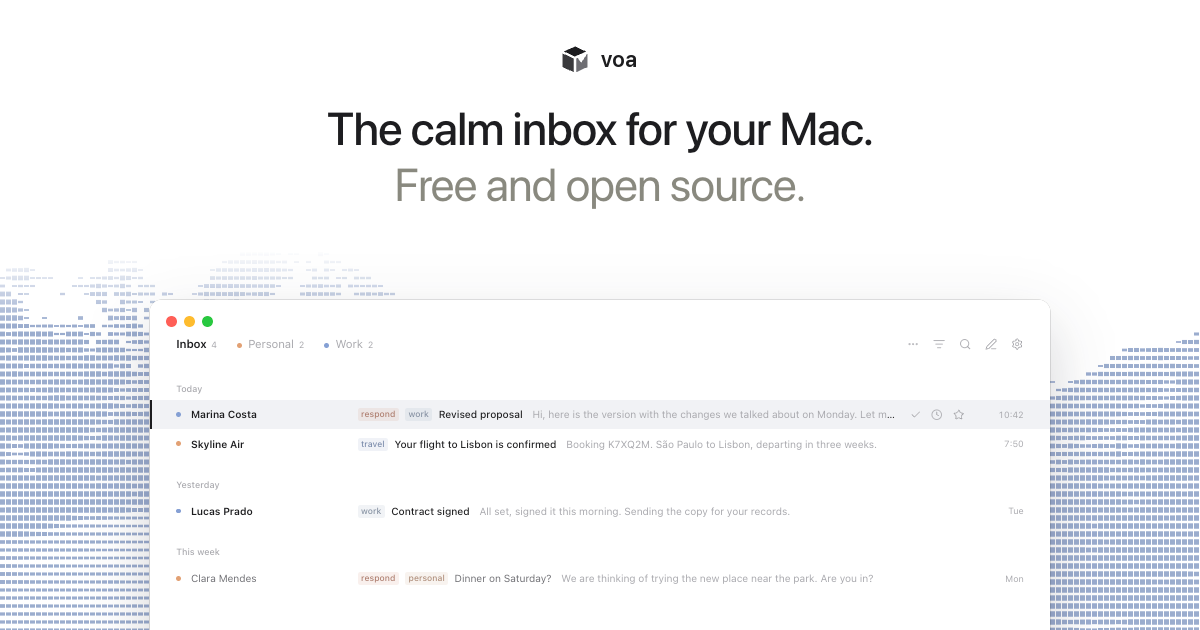 voa
The calm inbox for your Mac.
Free and open source.
Inbox 4 Personal 2 Work 2
Today
Marina Costa respond work Revised proposal Hi, here is the version with the changes we talked about on Monday. Let m... 10:42
Skyline Air travel Your flight to Lisbon is confirmed Booking K7XQ2M. São Paulo to Lisbon, departing in three weeks. 7:50
Yesterday
Lucas Prado work Contract signed All set, signed it this morning. Sending the copy for your records. Tue
This week
Clara Mendes respond personal Dinner on Saturday? We are thinking of trying the new place near the park. Are you in? Mon